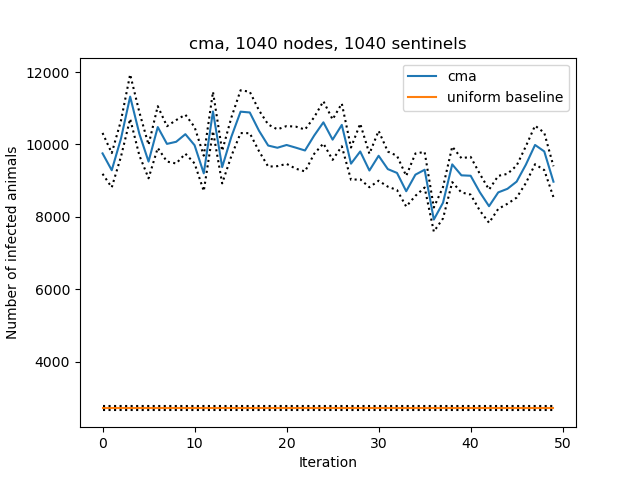 cma, 1040 nodes, 1040 sentinels
cma
uniform baseline
Number of infected animals
12000
10000
8000
6000
4000
0
10
20
30
40
50
Iteration